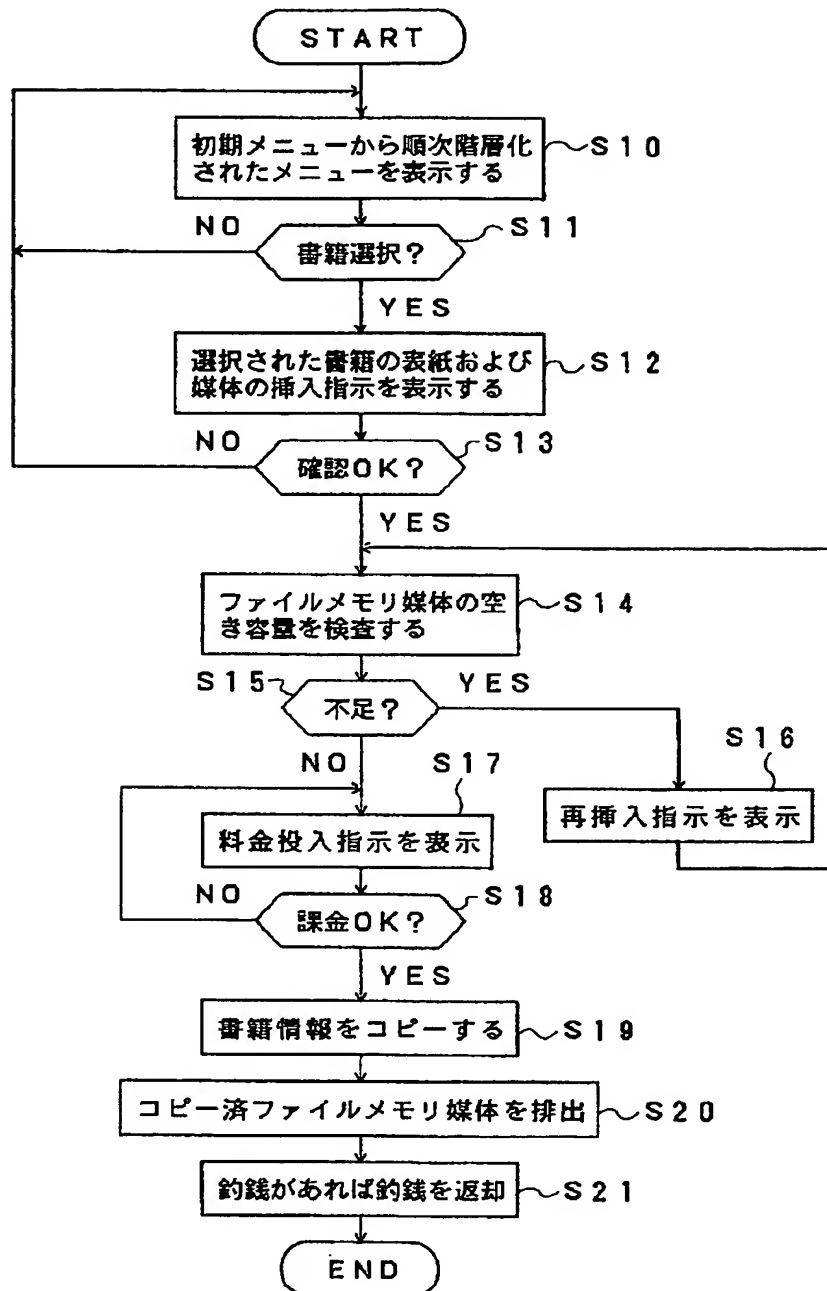 START
初期メニューから順次階層化
されたメニューを表示する
S10
NO
書籍選択?
S11
YES
選択された書籍の表紙および
媒体の挿入指示を表示する
S12
NO
確認OK?
S13
YES
ファイルメモリ媒体の空
き容量を検査する
S14
S15
不足?
YES
NO
S16
再挿入指示を表示
S17
料金投入指示を表示
NO
課金OK?
S18
YES
書籍情報をコピーする
S19
コピー済ファイルメモリ媒体を排出
S20
釣銭があれば釣銭を返却
S21
END